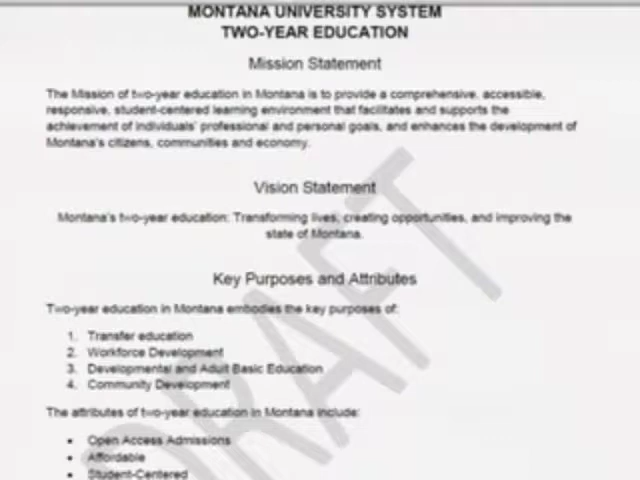 MONTANA UNIVERSITY SYSTEM
TWO-YEAR EDUCATION
Mission Statement
The Mission of two-year education in Montana is to provide a comprehensive, accessible,
responsive, student-centered learning environment that facilitates and supports the
achievement of individuals' professional and personal goals, and enhances the development of
Montana's citizens, communities and economy.
Vision Statement
Montana's two-year education: Transforming lives, creating opportunities, and improving the
state of Montana.
Key Purposes and Attributes
Two-year education in Montana embodies the key purposes of:
1. Transfer education
2. Workforce Development
3. Developmental and Adult Basic Education
4. Community Development
The attributes of two-year education in Montana include:
• Open Access Admissions
• Affordable
• Student-Centered
DRAFT